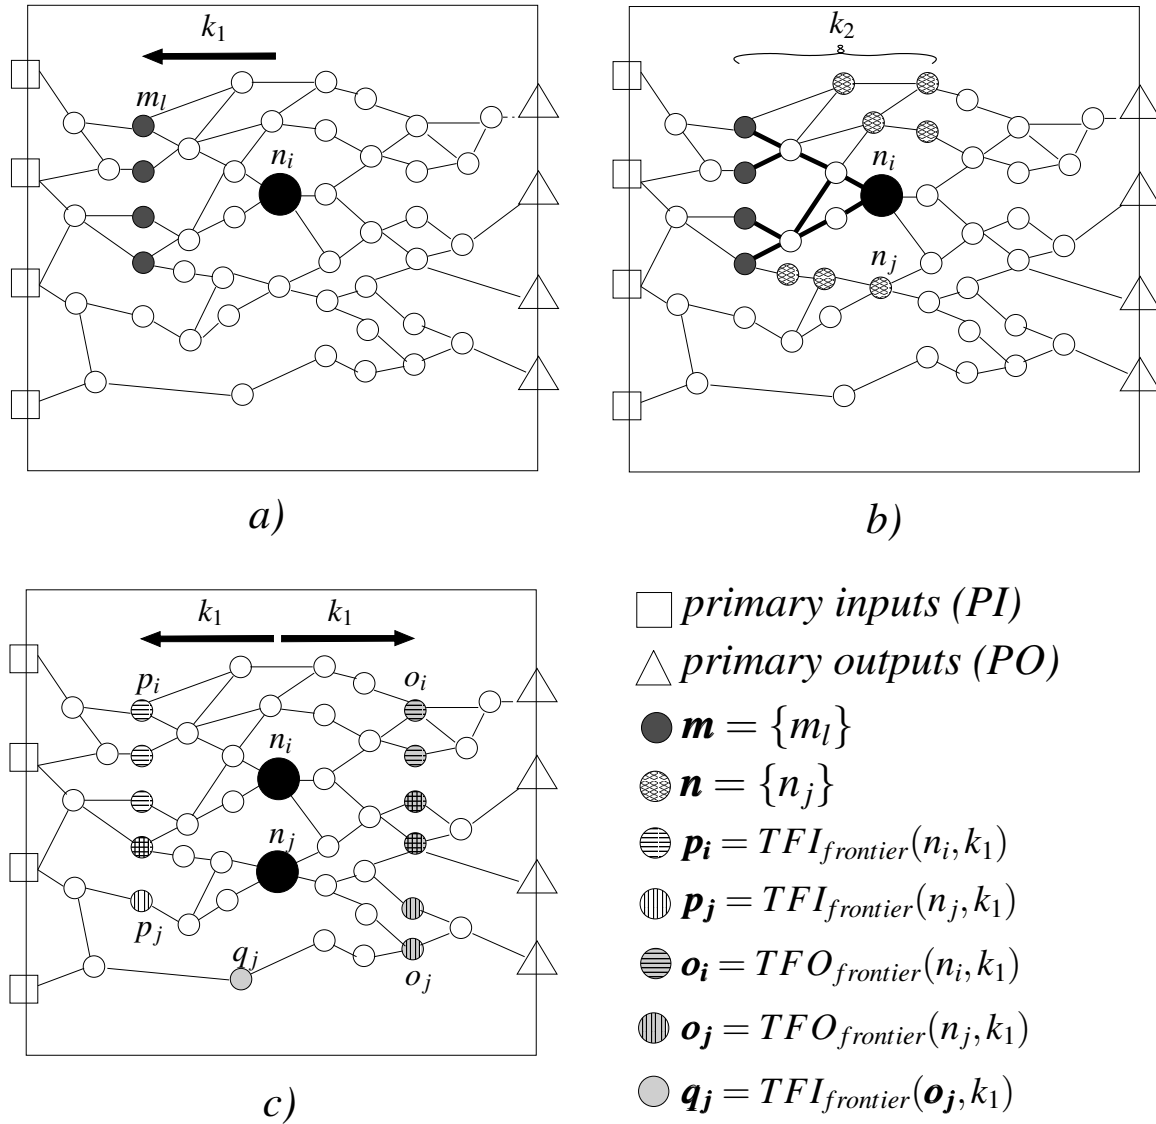 k₁
m_l
n_i
a)
k₂
n_i
n_j
b)
k₁ k₁
p_i o_i
n_i
n_j
p_j q_j o_j
c)
primary inputs (PI)
primary outputs (PO)
m = {m_l}
n = {n_j}
p_i = TFI_frontier(n_i, k₁)
p_j = TFI_frontier(n_j, k₁)
o_i = TFO_frontier(n_i, k₁)
o_j = TFO_frontier(n_j, k₁)
q_j = TFI_frontier(o_j, k₁)